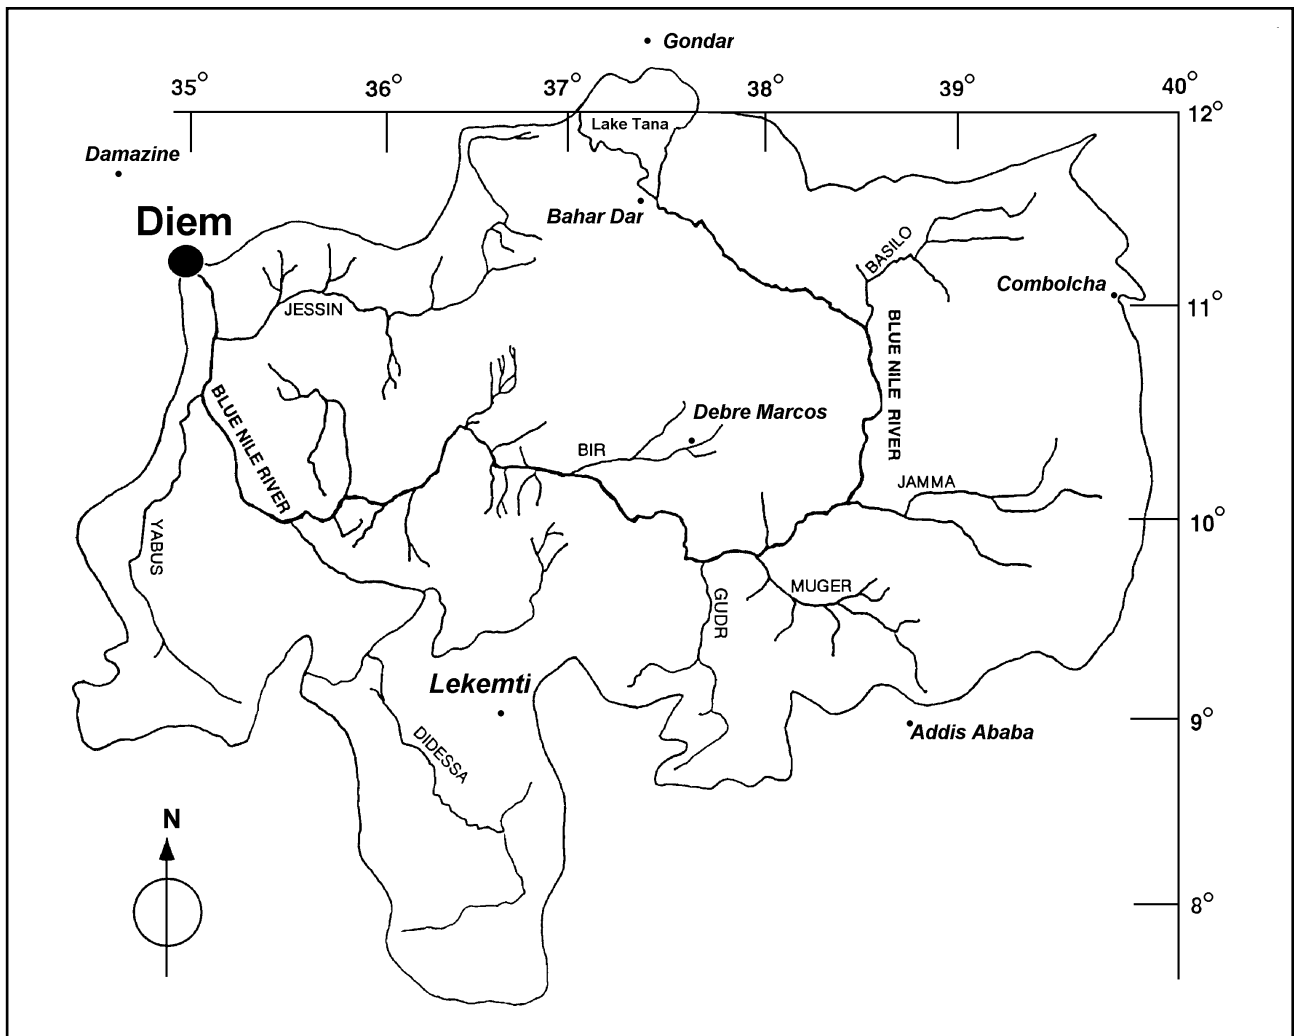 Gondar
35°
36°
37°
38°
39°
40°
12°
Lake Tana
Damazine
Diem
Bahar Dar
BASILO
Combolcha
11°
JESSIN
BLUE NILE RIVER
BLUE NILE RIVER
Debre Marcos
BIR
JAMMA
10°
YABUS
MUGER
GUDR
Lekemti
9°
Addis Ababa
DIDESSA
N
8°